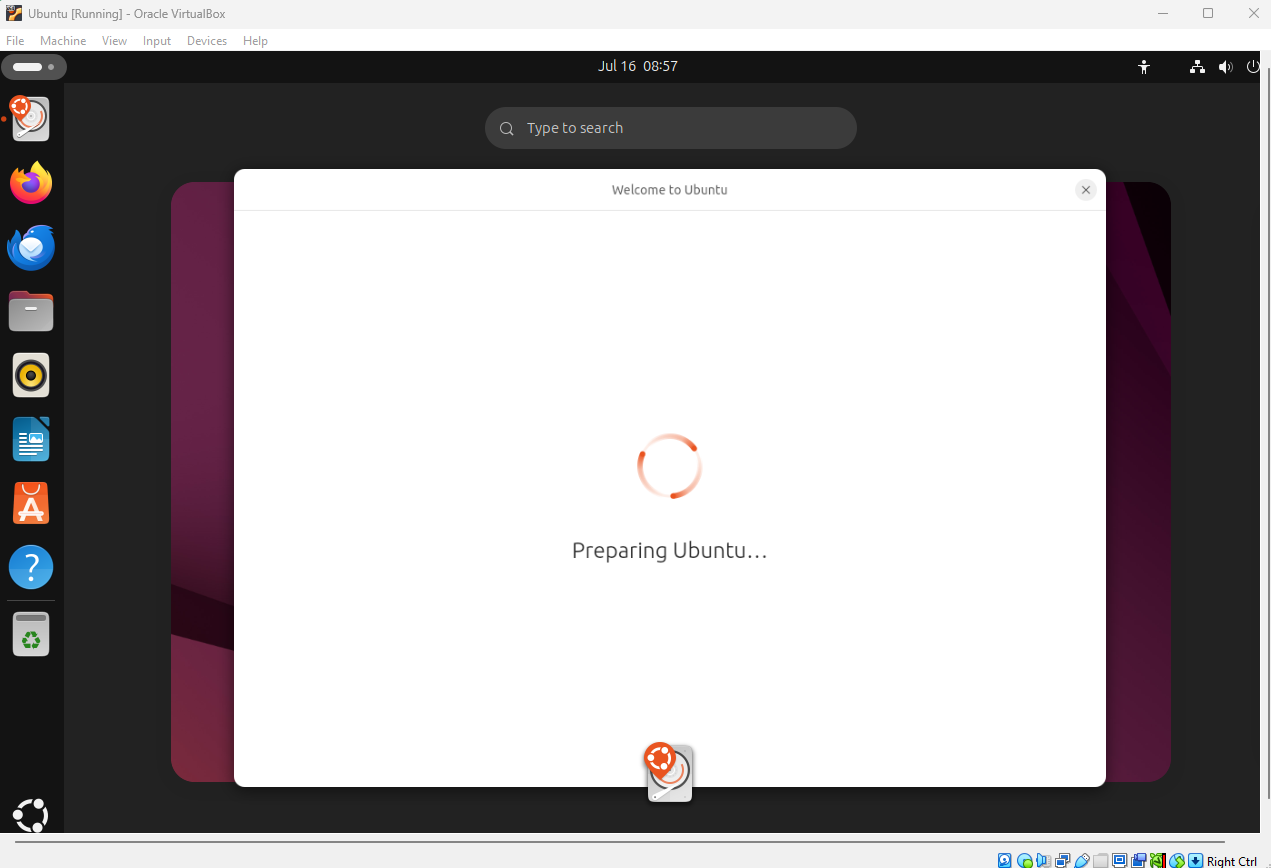 Ubuntu [Running] - Oracle VirtualBox
File Machine View Input Devices Help
Jul 16 08:57
Type to search
Welcome to Ubuntu
Preparing Ubuntu...
?
Right Ctrl